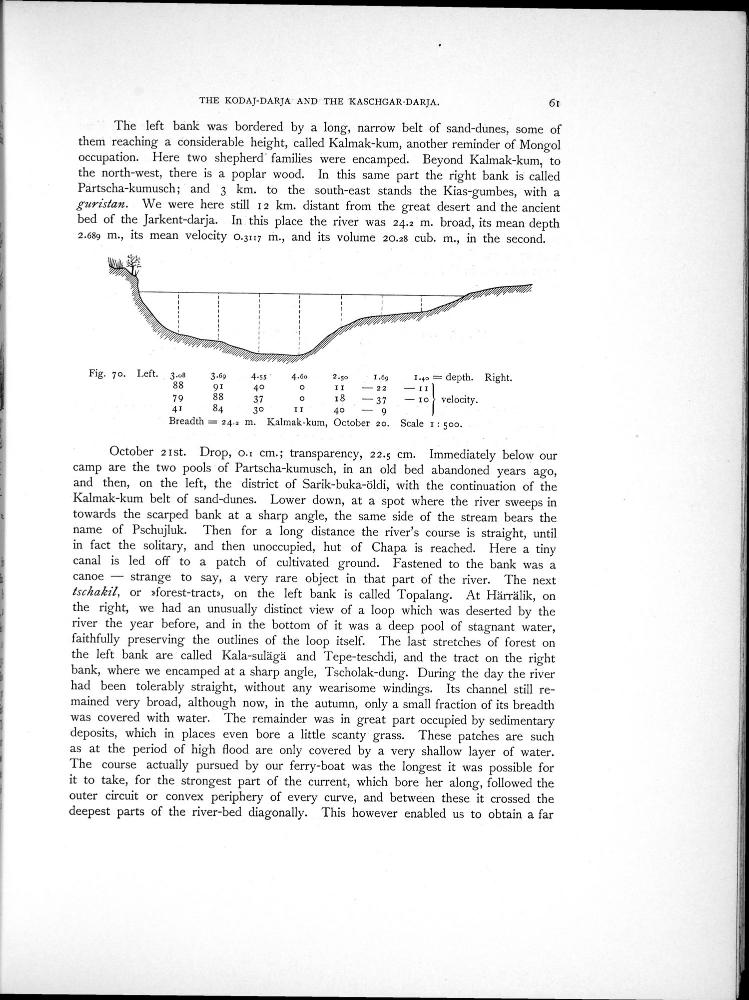 THE KODAJ-DARJA AND THE KASCHGAR-DARJA. 61
The left bank was bordered by a long, narrow belt of sand-dunes, some of
them reaching a considerable height, called Kalmak-kum, another reminder of Mongol
occupation. Here two shepherd families were encamped. Beyond Kalmak-kum, to
the north-west, there is a poplar wood. In this same part the right bank is called
Partscha-kumusch; and 3 km. to the south-east stands the Kias-gumbes, with a
guristan. We were here still 12 km. distant from the great desert and the ancient
bed of the Jarkent-darja. In this place the river was 24.2 m. broad, its mean depth
2.689 m., its mean velocity 0.3117 m., and its volume 20.28 cub. m., in the second.
Fig. 70. Left. 3.08 3.69 4.55 4.60 2.50 1.69 1.40 = depth. Right.
88 91 40 0 11 — 22 — 11
79 88 37 0 18 — 37 — 10 velocity.
41 84 30 11 40 — 9
Breadth = 24.2 m. Kalmak-kum, October 20. Scale 1 : 500.
October 21st. Drop, 0.1 cm.; transparency, 22.5 cm. Immediately below our
camp are the two pools of Partscha-kumusch, in an old bed abandoned years ago,
and then, on the left, the district of Sarik-buka-öldi, with the continuation of the
Kalmak-kum belt of sand-dunes. Lower down, at a spot where the river sweeps in
towards the scarped bank at a sharp angle, the same side of the stream bears the
name of Pschujluk. Then for a long distance the river's course is straight, until
in fact the solitary, and then unoccupied, hut of Chapa is reached. Here a tiny
canal is led off to a patch of cultivated ground. Fastened to the bank was a
canoe — strange to say, a very rare object in that part of the river. The next
tschakil, or »forest-tract», on the left bank is called Topalang. At Härrälik, on
the right, we had an unusually distinct view of a loop which was deserted by the
river the year before, and in the bottom of it was a deep pool of stagnant water,
faithfully preserving the outlines of the loop itself. The last stretches of forest on
the left bank are called Kala-sulägä and Tepe-teschdi, and the tract on the right
bank, where we encamped at a sharp angle, Tscholak-dung. During the day the river
had been tolerably straight, without any wearisome windings. Its channel still re-
mained very broad, although now, in the autumn, only a small fraction of its breadth
was covered with water. The remainder was in great part occupied by sedimentary
deposits, which in places even bore a little scanty grass. These patches are such
as at the period of high flood are only covered by a very shallow layer of water.
The course actually pursued by our ferry-boat was the longest it was possible for
it to take, for the strongest part of the current, which bore her along, followed the
outer circuit or convex periphery of every curve, and between these it crossed the
deepest parts of the river-bed diagonally. This however enabled us to obtain a far